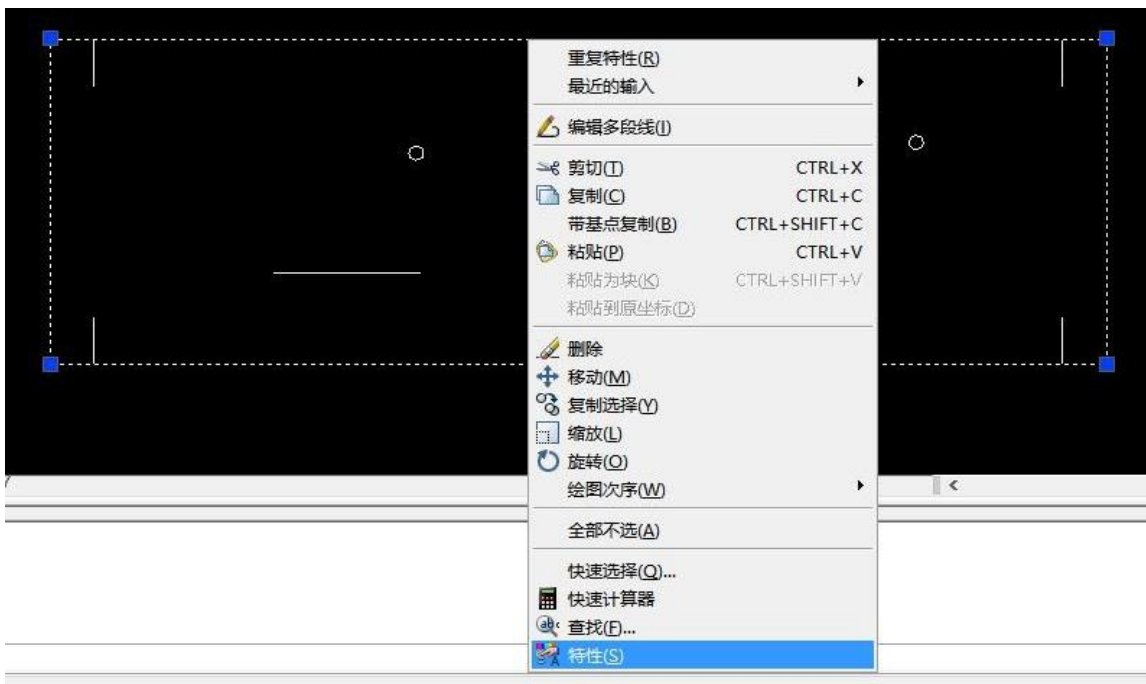 重复特性(R)
最近的输入
编辑多段线(I)
剪切(T) CTRL+X
复制(C) CTRL+C
带基点复制(B) CTRL+SHIFT+C
粘贴(P) CTRL+V
粘贴为块(K) CTRL+SHIFT+V
粘贴到原坐标(D)
删除
移动(M)
复制选择(Y)
缩放(L)
旋转(O)
绘图次序(W)
全部不选(A)
快速选择(Q)...
快速计算器
查找(F)...
特性(S)